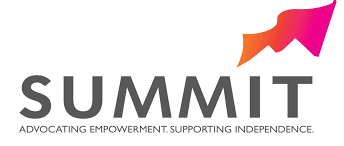 SUMMIT
ADVOCATING EMPOWERMENT. SUPPORTING INDEPENDENCE.